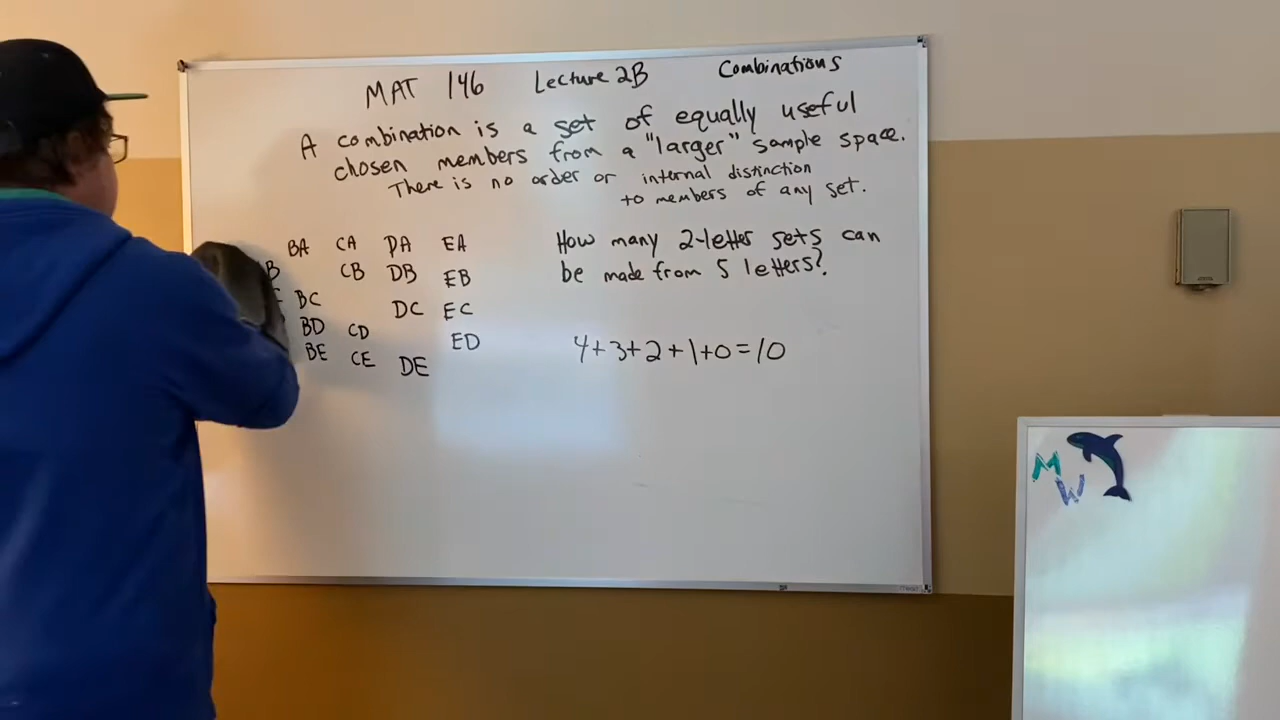 MAT 146 Lecture 2B Combinations
A combination is a set of equally useful
chosen members from a "larger" sample space.
There is no order or internal distinction
to members of any set.
BA CA DA EA
CB DB EB
BC DC EC
BD CD ED
BE CE DE
How many 2-letter sets can
be made from 5 letters?
4+3+2+1+0=10
M
W